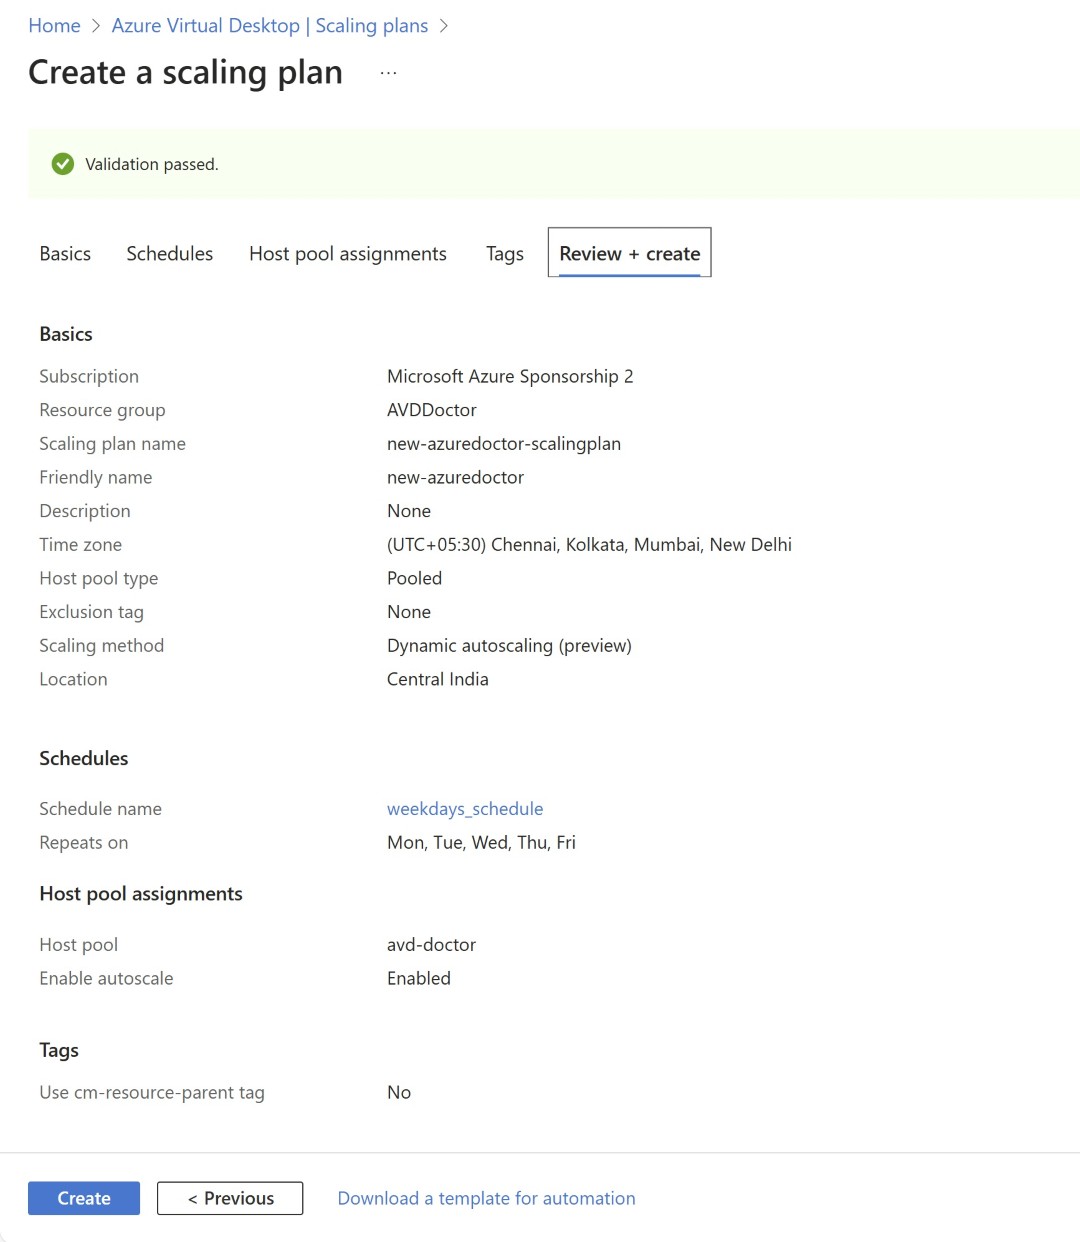 Home > Azure Virtual Desktop | Scaling plans >
Create a scaling plan ...
Validation passed.
Basics Schedules Host pool assignments Tags Review + create
Basics
Subscription Microsoft Azure Sponsorship 2
Resource group AVDDoctor
Scaling plan name new-azuredoctor-scalingplan
Friendly name new-azuredoctor
Description None
Time zone (UTC+05:30) Chennai, Kolkata, Mumbai, New Delhi
Host pool type Pooled
Exclusion tag None
Scaling method Dynamic autoscaling (preview)
Location Central India
Schedules
Schedule name weekdays_schedule
Repeats on Mon, Tue, Wed, Thu, Fri
Host pool assignments
Host pool avd-doctor
Enable autoscale Enabled
Tags
Use cm-resource-parent tag No
Create < Previous Download a template for automation